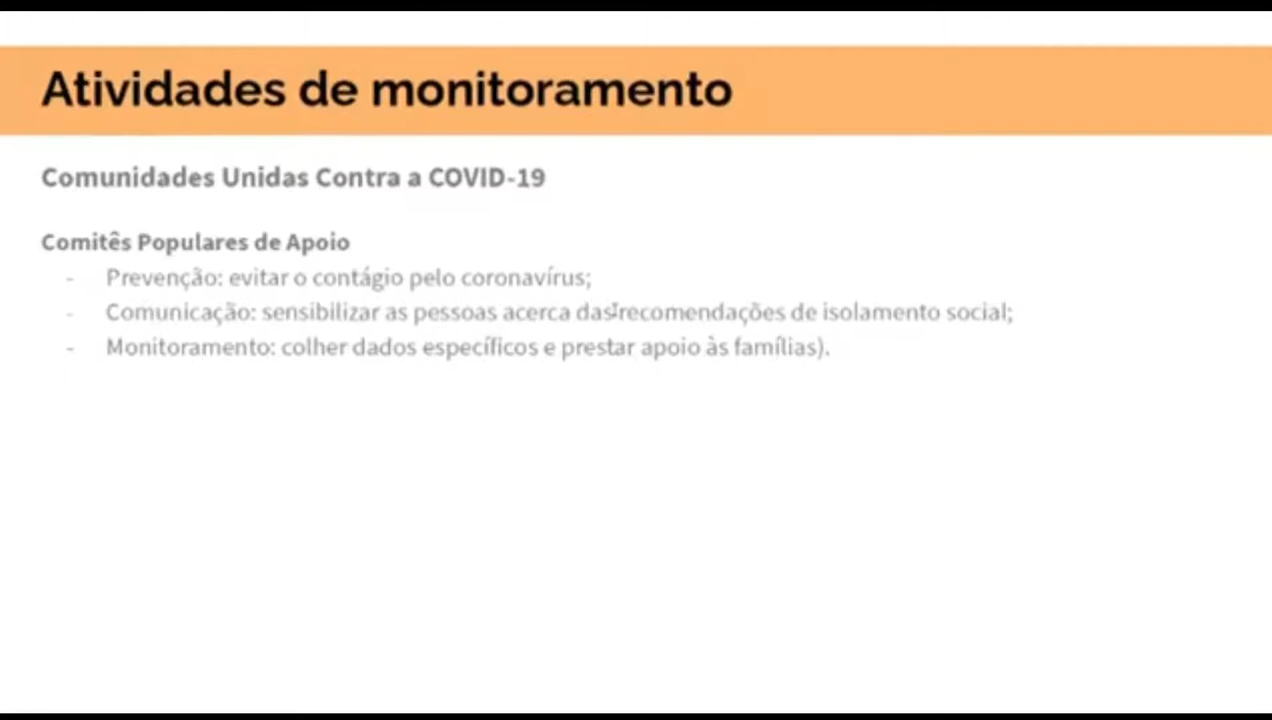 Atividades de monitoramento
Comunidades Unidas Contra a COVID-19
Comitês Populares de Apoio
- Prevenção: evitar o contágio pelo coronavírus;
- Comunicação: sensibilizar as pessoas acerca das recomendações de isolamento social;
- Monitoramento: colher dados específicos e prestar apoio às famílias).